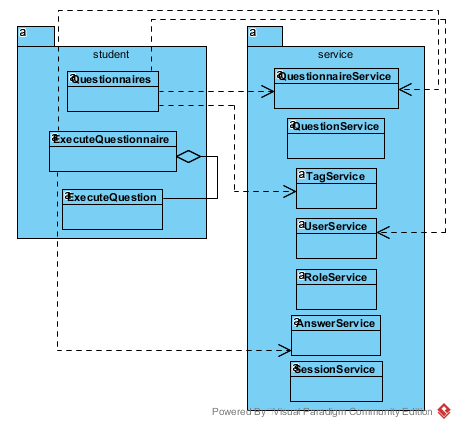 a
a
student
service
a
Questionnaires
a
QuestionnaireService
a
QuestionService
a
ExecuteQuestionnaire
a
TagService
a
ExecuteQuestion
a
UserService
a
RoleService
a
AnswerService
a
SessionService
Powered By Visual Paradigm Community Edition